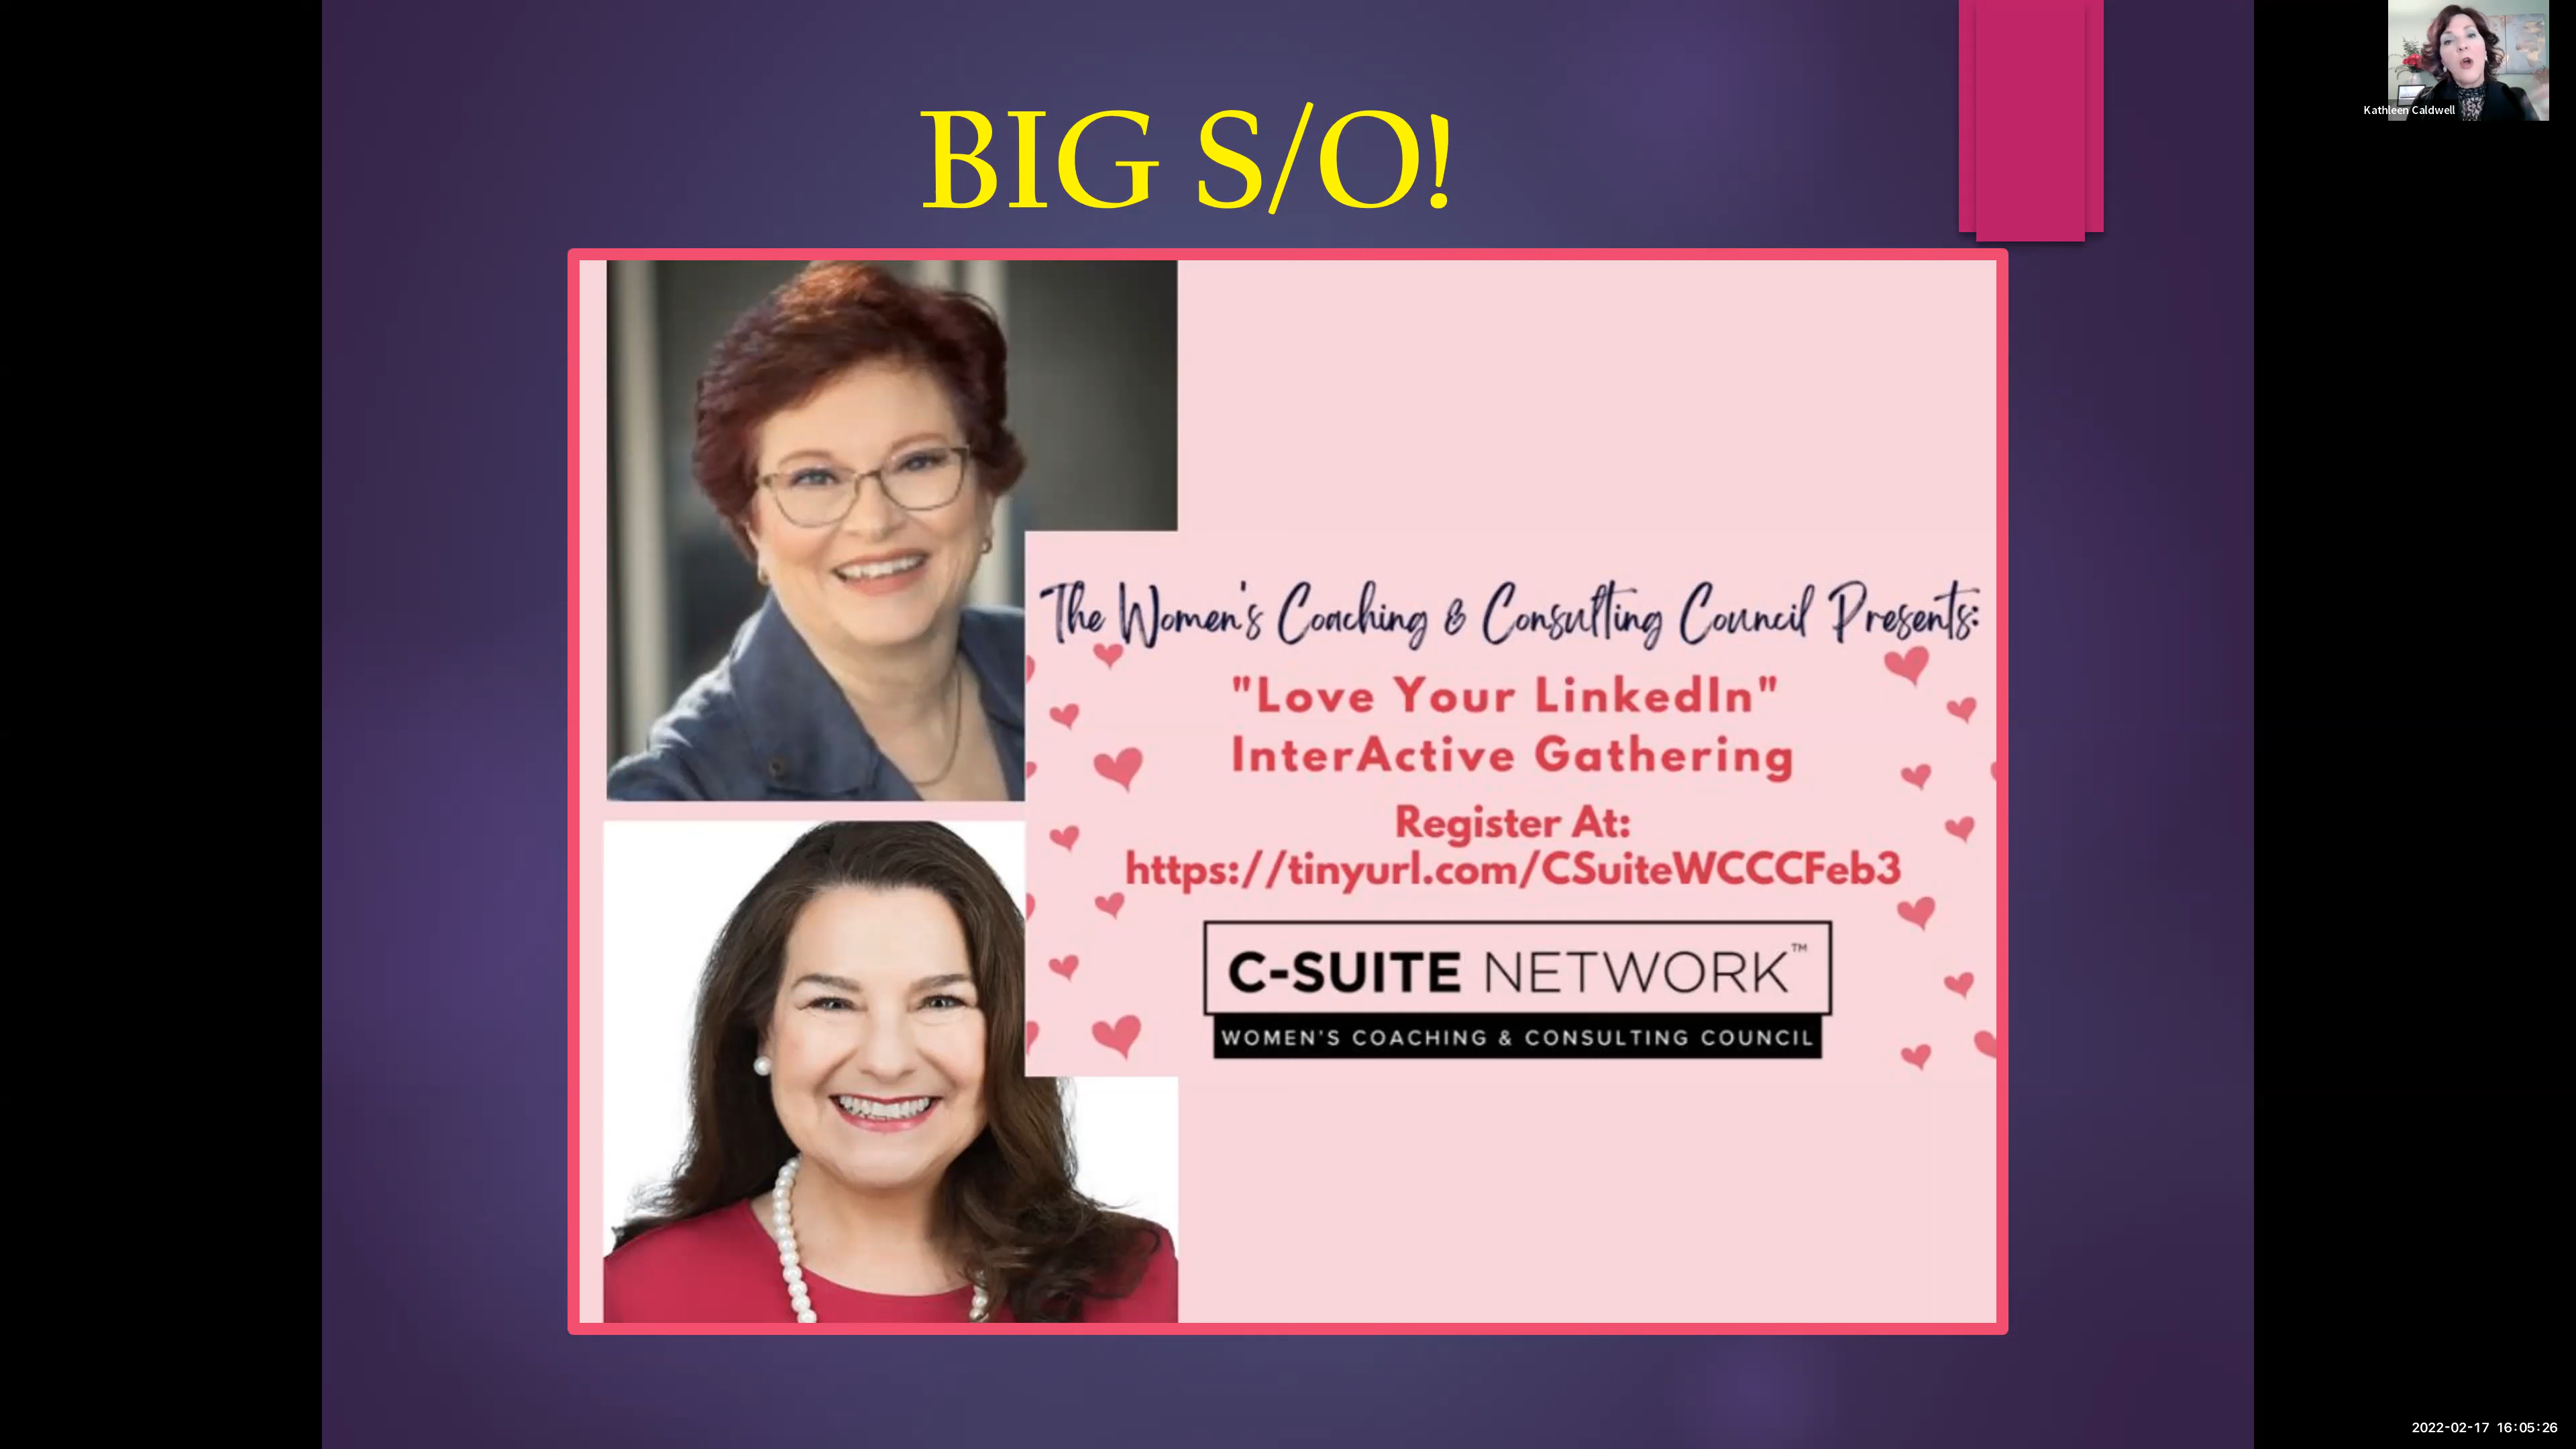 Kathleen Caldwell
BIG S/O!
The Women's Coaching & Consulting Council Presents:
"Love Your LinkedIn"
InterActive Gathering
Register At:
https://tinyurl.com/CSuiteWCCCFeb3
C-SUITE NETWORK™
WOMEN'S COACHING & CONSULTING COUNCIL
2022-02-17 16:05:26